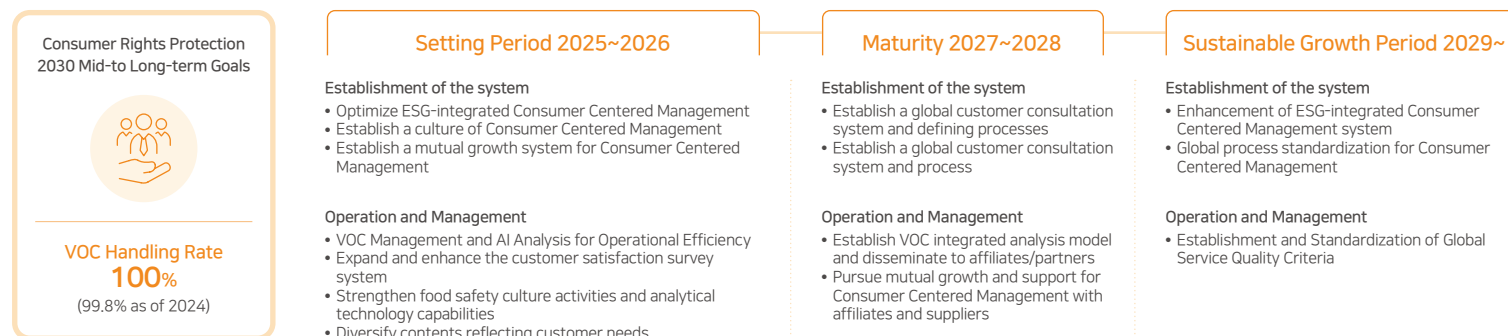 Consumer Rights Protection
2030 Mid-to Long-term Goals
VOC Handling Rate
100%
(99.8% as of 2024)
Setting Period 2025~2026
Establishment of the system
• Optimize ESG-integrated Consumer Centered Management
• Establish a culture of Consumer Centered Management
• Establish a mutual growth system for Consumer Centered
Management
Operation and Management
• VOC Management and AI Analysis for Operational Efficiency
• Expand and enhance the customer satisfaction survey
system
• Strengthen food safety culture activities and analytical
technology capabilities
• Diversify contents reflecting customer needs
Maturity 2027~2028
Establishment of the system
• Establish a global customer consultation
system and defining processes
• Establish a global customer consultation
system and process
Operation and Management
• Establish VOC integrated analysis model
and disseminate to affiliates/partners
• Pursue mutual growth and support for
Consumer Centered Management with
affiliates and suppliers
Sustainable Growth Period 2029~
Establishment of the system
• Enhancement of ESG-integrated Consumer
Centered Management system
• Global process standardization for Consumer
Centered Management
Operation and Management
• Establishment and Standardization of Global
Service Quality Criteria